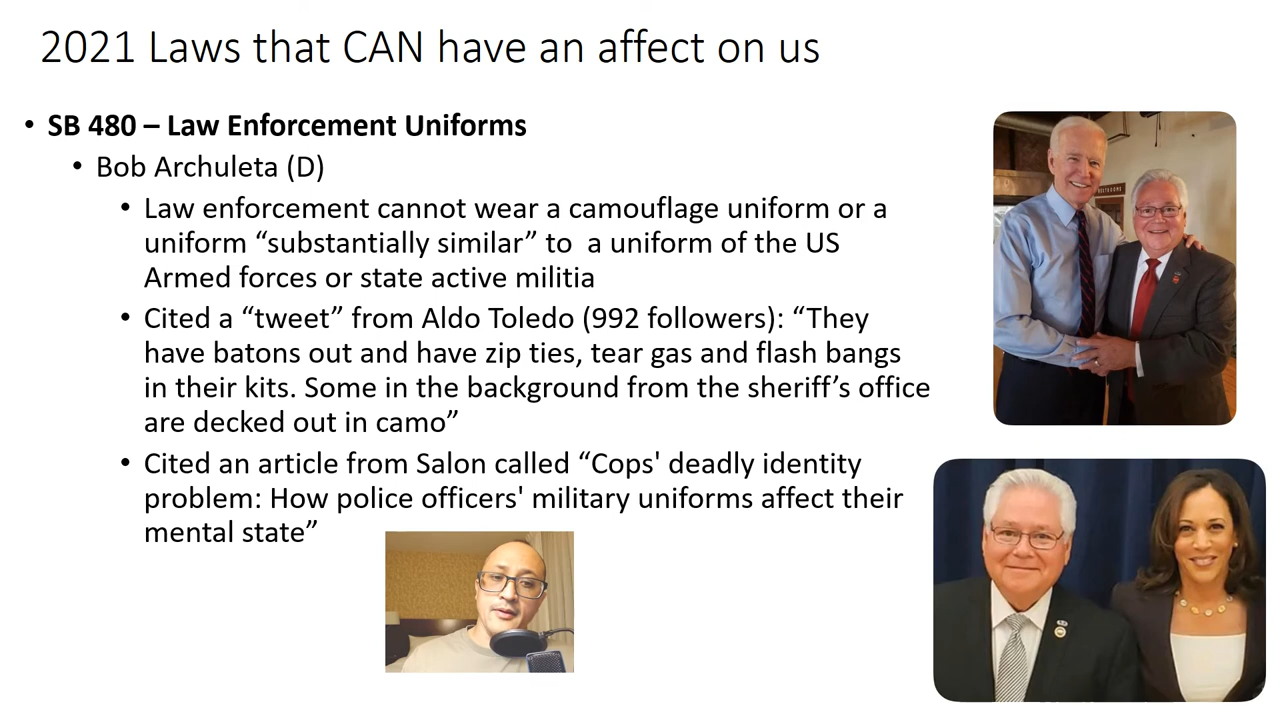 2021 Laws that CAN have an affect on us
• SB 480 – Law Enforcement Uniforms
• Bob Archuleta (D)
• Law enforcement cannot wear a camouflage uniform or a
uniform “substantially similar” to  a uniform of the US
Armed forces or state active militia
• Cited a “tweet” from Aldo Toledo (992 followers): “They
have batons out and have zip ties, tear gas and flash bangs
in their kits. Some in the background from the sheriff’s office
are decked out in camo”
• Cited an article from Salon called “Cops' deadly identity
problem: How police officers' military uniforms affect their
mental state”